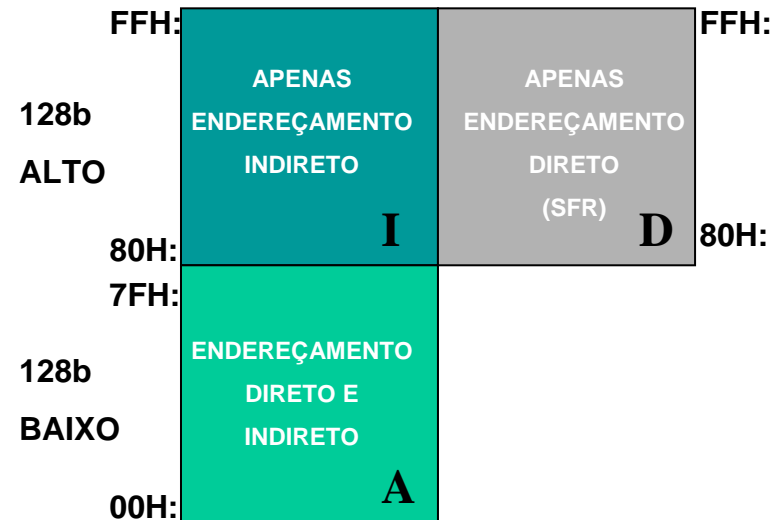 FFH:
FFH:
128b
ALTO
APENAS
ENDEREÇAMENTO
INDIRETO
I
APENAS
ENDEREÇAMENTO
DIRETO
(SFR)
D
80H:
80H:
7FH:
128b
BAIXO
ENDEREÇAMENTO
DIRETO E
INDIRETO
A
00H: